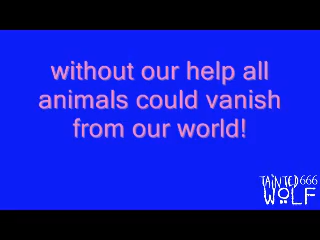 without our help all
animals could vanish
from our world!
TAiNTED666
WOLF